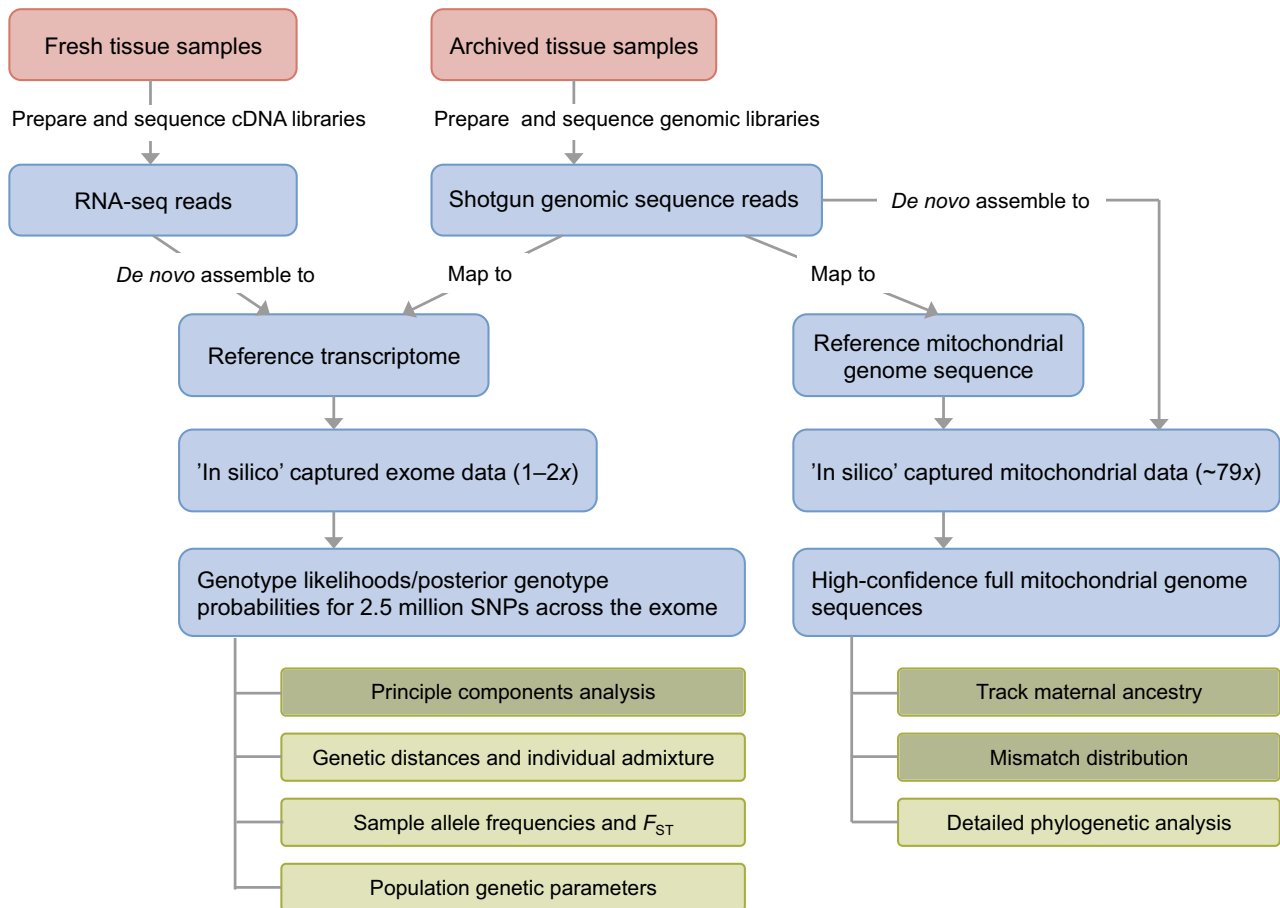 Fresh tissue samples
Archived tissue samples
Prepare and sequence cDNA libraries
Prepare and sequence genomic libraries
RNA-seq reads
Shotgun genomic sequence reads
De novo assemble to
De novo assemble to
Map to
Map to
Reference transcriptome
Reference mitochondrial
genome sequence
’In silico’ captured exome data (1–2x)
’In silico’ captured mitochondrial data (~79x)
Genotype likelihoods/posterior genotype
probabilities for 2.5 million SNPs across the exome
High-confidence full mitochondrial genome
sequences
Principle components analysis
Track maternal ancestry
Genetic distances and individual admixture
Mismatch distribution
Sample allele frequencies and FST
Detailed phylogenetic analysis
Population genetic parameters